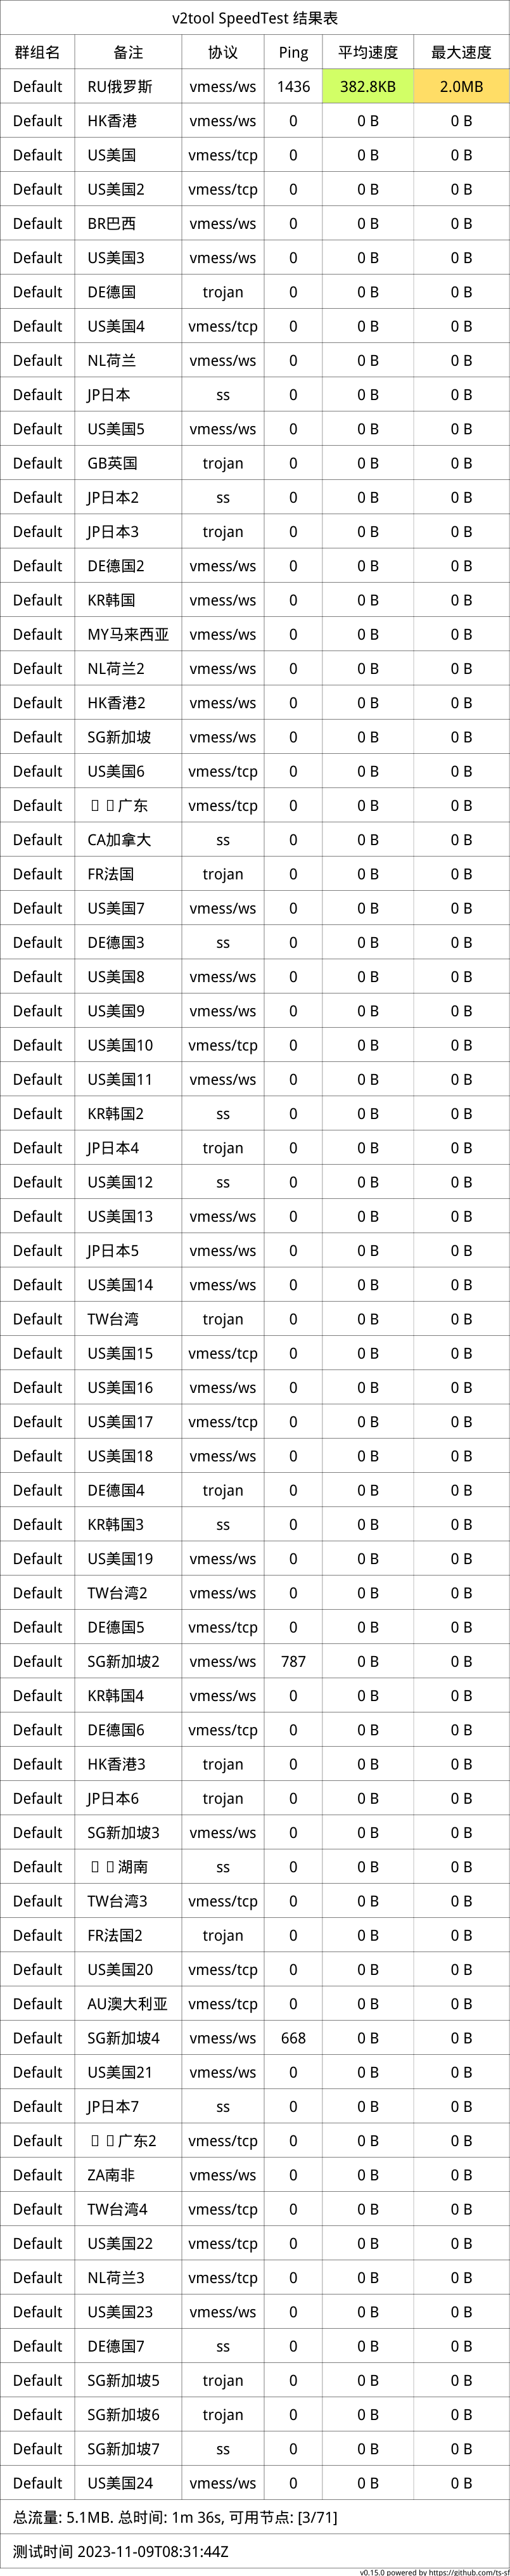 v2tool SpeedTest 结果表
群组名 备注 协议 Ping 平均速度 最大速度
Default RU俄罗斯 vmess/ws 1436 382.8KB 2.0MB
Default HK香港 vmess/ws 0 0 B 0 B
Default US美国 vmess/tcp 0 0 B 0 B
Default US美国2 vmess/tcp 0 0 B 0 B
Default BR巴西 vmess/ws 0 0 B 0 B
Default US美国3 vmess/ws 0 0 B 0 B
Default DE德国 trojan 0 0 B 0 B
Default US美国4 vmess/tcp 0 0 B 0 B
Default NL荷兰 vmess/ws 0 0 B 0 B
Default JP日本 ss 0 0 B 0 B
Default US美国5 vmess/ws 0 0 B 0 B
Default GB英国 trojan 0 0 B 0 B
Default JP日本2 ss 0 0 B 0 B
Default JP日本3 trojan 0 0 B 0 B
Default DE德国2 vmess/ws 0 0 B 0 B
Default KR韩国 vmess/ws 0 0 B 0 B
Default MY马来西亚 vmess/ws 0 0 B 0 B
Default NL荷兰2 vmess/ws 0 0 B 0 B
Default HK香港2 vmess/ws 0 0 B 0 B
Default SG新加坡 vmess/ws 0 0 B 0 B
Default US美国6 vmess/tcp 0 0 B 0 B
Default 广东 vmess/tcp 0 0 B 0 B
Default CA加拿大 ss 0 0 B 0 B
Default FR法国 trojan 0 0 B 0 B
Default US美国7 vmess/ws 0 0 B 0 B
Default DE德国3 ss 0 0 B 0 B
Default US美国8 vmess/ws 0 0 B 0 B
Default US美国9 vmess/ws 0 0 B 0 B
Default US美国10 vmess/tcp 0 0 B 0 B
Default US美国11 vmess/ws 0 0 B 0 B
Default KR韩国2 ss 0 0 B 0 B
Default JP日本4 trojan 0 0 B 0 B
Default US美国12 ss 0 0 B 0 B
Default US美国13 vmess/ws 0 0 B 0 B
Default JP日本5 vmess/ws 0 0 B 0 B
Default US美国14 vmess/ws 0 0 B 0 B
Default TW台湾 trojan 0 0 B 0 B
Default US美国15 vmess/tcp 0 0 B 0 B
Default US美国16 vmess/ws 0 0 B 0 B
Default US美国17 vmess/tcp 0 0 B 0 B
Default US美国18 vmess/ws 0 0 B 0 B
Default DE德国4 trojan 0 0 B 0 B
Default KR韩国3 ss 0 0 B 0 B
Default US美国19 vmess/ws 0 0 B 0 B
Default TW台湾2 vmess/ws 0 0 B 0 B
Default DE德国5 vmess/tcp 0 0 B 0 B
Default SG新加坡2 vmess/ws 787 0 B 0 B
Default KR韩国4 vmess/ws 0 0 B 0 B
Default DE德国6 vmess/tcp 0 0 B 0 B
Default HK香港3 trojan 0 0 B 0 B
Default JP日本6 trojan 0 0 B 0 B
Default SG新加坡3 vmess/ws 0 0 B 0 B
Default 湖南 ss 0 0 B 0 B
Default TW台湾3 vmess/tcp 0 0 B 0 B
Default FR法国2 trojan 0 0 B 0 B
Default US美国20 vmess/tcp 0 0 B 0 B
Default AU澳大利亚 vmess/tcp 0 0 B 0 B
Default SG新加坡4 vmess/ws 668 0 B 0 B
Default US美国21 vmess/ws 0 0 B 0 B
Default JP日本7 ss 0 0 B 0 B
Default 广东2 vmess/tcp 0 0 B 0 B
Default ZA南非 vmess/ws 0 0 B 0 B
Default TW台湾4 vmess/tcp 0 0 B 0 B
Default US美国22 vmess/tcp 0 0 B 0 B
Default NL荷兰3 vmess/tcp 0 0 B 0 B
Default US美国23 vmess/ws 0 0 B 0 B
Default DE德国7 ss 0 0 B 0 B
Default SG新加坡5 trojan 0 0 B 0 B
Default SG新加坡6 trojan 0 0 B 0 B
Default SG新加坡7 ss 0 0 B 0 B
Default US美国24 vmess/ws 0 0 B 0 B
总流量: 5.1MB. 总时间: 1m 36s, 可用节点: [3/71]
测试时间 2023-11-09T08:31:44Z
v0.15.0 powered by https://github.com/ts-sf